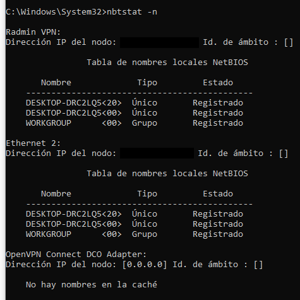 C:\Windows\System32>nbtstat -n
Radmin VPN:
Dirección IP del nodo: Id. de ámbito : []
Tabla de nombres locales NetBIOS
Nombre Tipo Estado
---------------------------------------------
DESKTOP-DRC2LQS<20> Único Registrado
DESKTOP-DRC2LQS<00> Único Registrado
WORKGROUP <00> Grupo Registrado
Ethernet 2:
Dirección IP del nodo: Id. de ámbito : []
Tabla de nombres locales NetBIOS
Nombre Tipo Estado
---------------------------------------------
DESKTOP-DRC2LQS<20> Único Registrado
DESKTOP-DRC2LQS<00> Único Registrado
WORKGROUP <00> Grupo Registrado
OpenVPN Connect DCO Adapter:
Dirección IP del nodo: [0.0.0.0] Id. de ámbito : []
No hay nombres en la caché